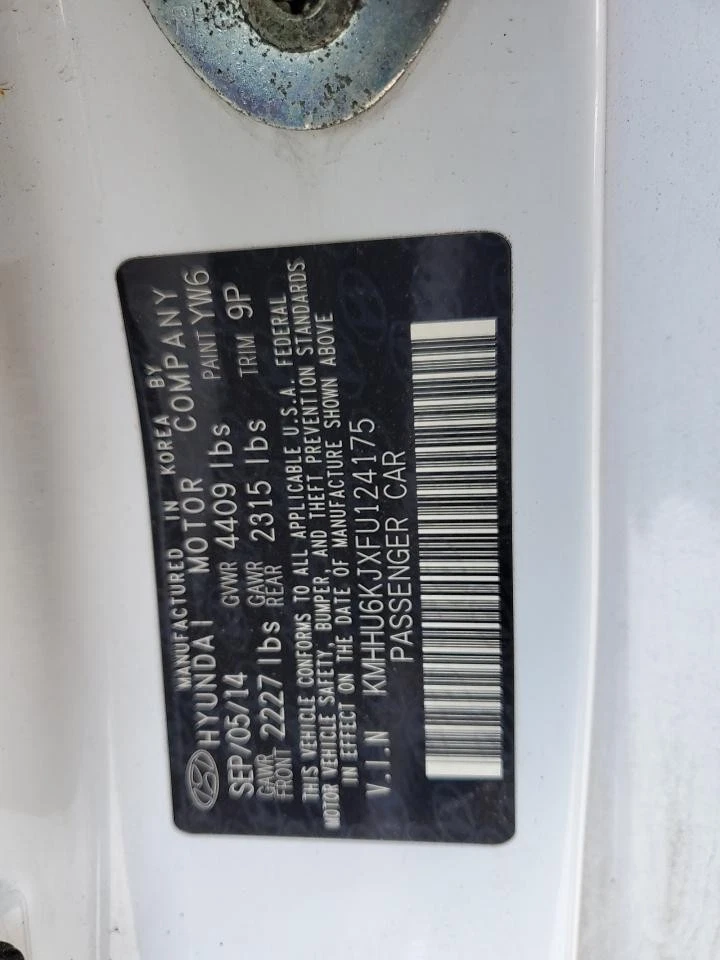 MANUFACTURED IN KOREA BY
HYUNDAI MOTOR COMPANY
SEP/05/14 GVWR 4409 lbs PAINT YW6
GAWR FRONT 2227 lbs GAWR REAR 2315 lbs TRIM 9P
THIS VEHICLE CONFORMS TO ALL APPLICABLE U.S.A. FEDERAL
MOTOR VEHICLE SAFETY, BUMPER, AND THEFT PREVENTION STANDARDS
IN EFFECT ON THE DATE OF MANUFACTURE SHOWN ABOVE
V.I.N KMHHU6KJXFU124175
PASSENGER CAR